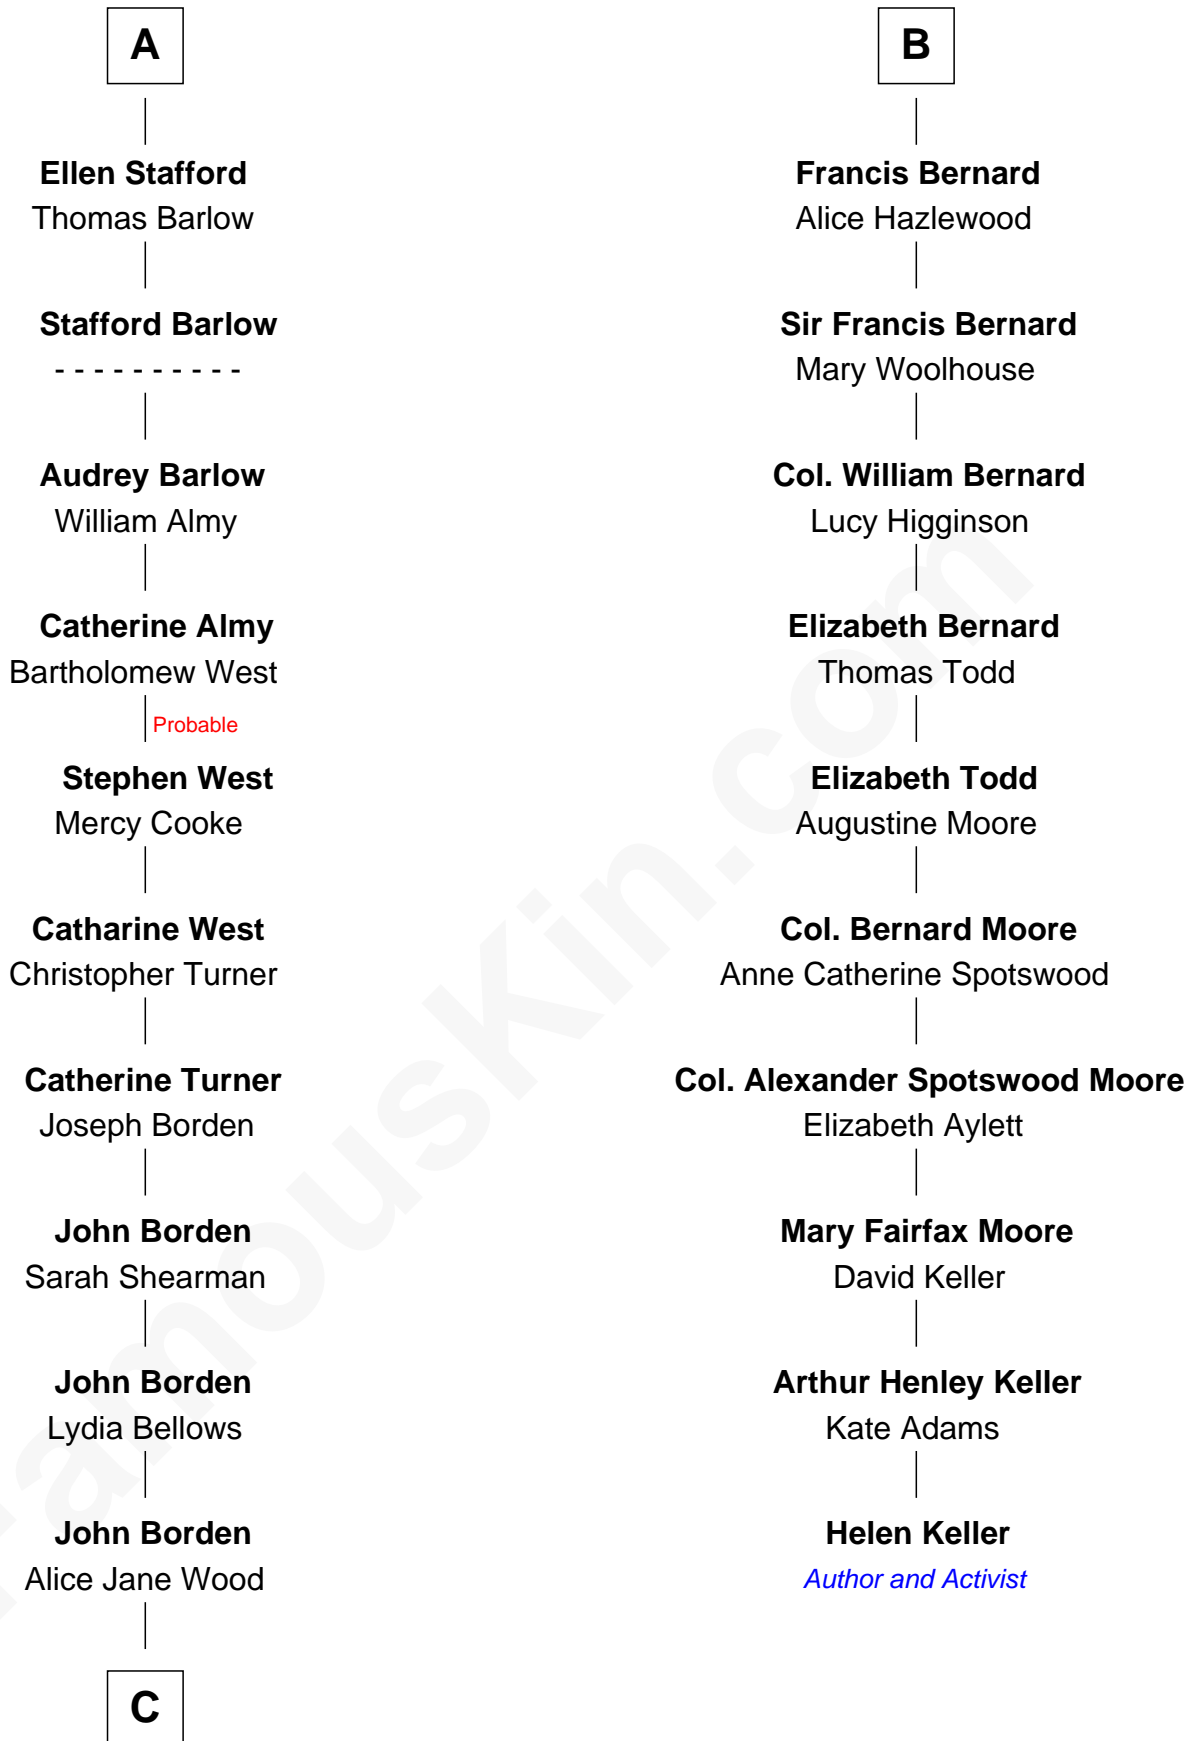 A
Ellen Stafford
Thomas Barlow
Stafford Barlow
- - - - - - - - - -
Audrey Barlow
William Almy
Catherine Almy
Bartholomew West
Probable
Stephen West
Mercy Cooke
Catharine West
Christopher Turner
Catherine Turner
Joseph Borden
John Borden
Sarah Shearman
John Borden
Lydia Bellows
John Borden
Alice Jane Wood
C
B
Francis Bernard
Alice Hazlewood
Sir Francis Bernard
Mary Woolhouse
Col. William Bernard
Lucy Higginson
Elizabeth Bernard
Thomas Todd
Elizabeth Todd
Augustine Moore
Col. Bernard Moore
Anne Catherine Spotswood
Col. Alexander Spotswood Moore
Elizabeth Aylett
Mary Fairfax Moore
David Keller
Arthur Henley Keller
Kate Adams
Helen Keller
Author and Activist
FamousKin.com